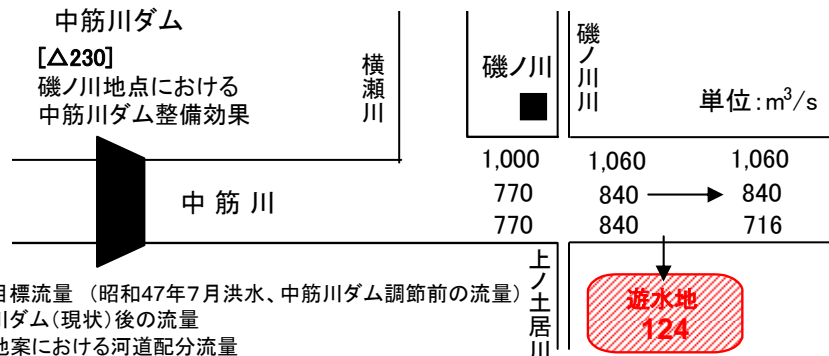 中筋川ダム
[△230]
磯ノ川地点における
中筋川ダム整備効果
横瀬川
磯ノ川
磯ノ川川
単位:m³/s
1,000 1,060 1,060
770 840 840
770 840 716
中筋川
上ノ土居川
遊水地
124
目標流量 (昭和47年7月洪水、中筋川ダム調節前の流量)
川ダム(現状)後の流量
地案における河道配分流量